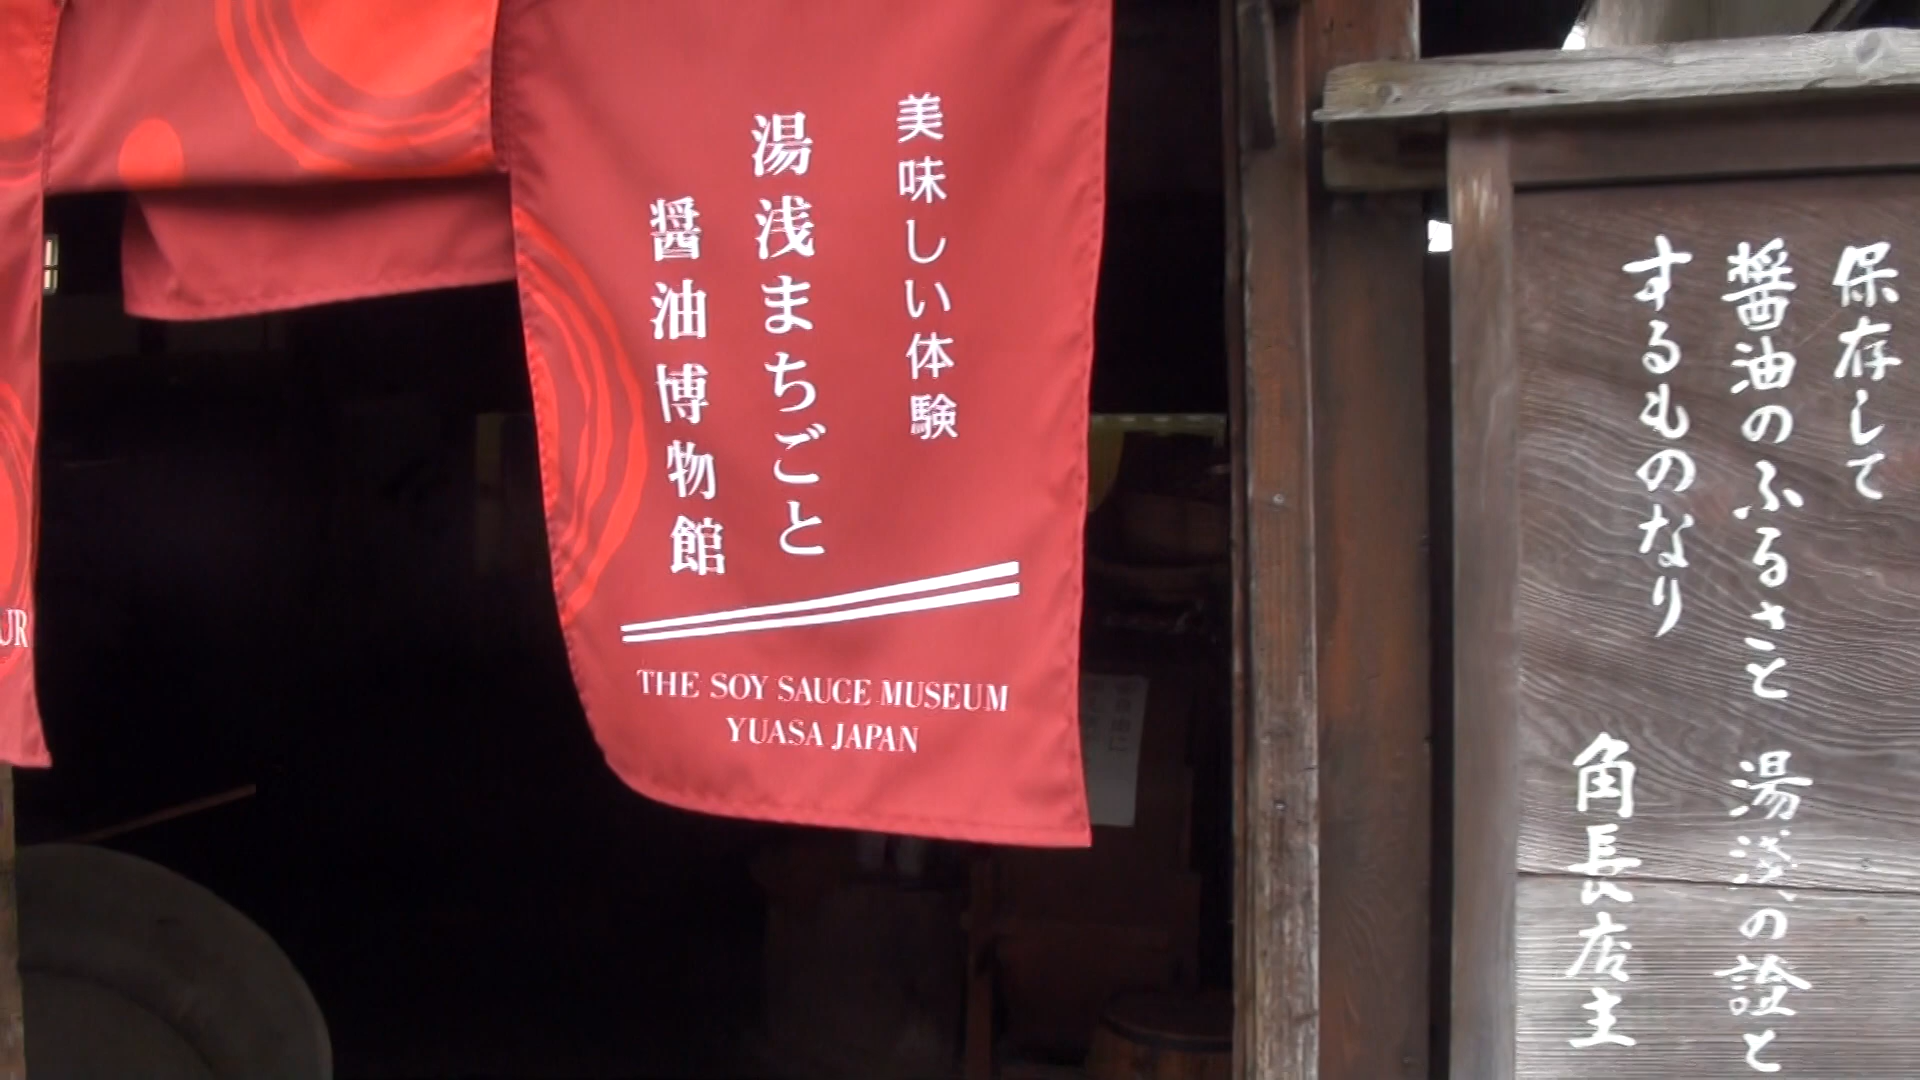 美味しい体験
湯浅まちごと
醤油博物館
THE SOY SAUCE MUSEUM
YUASA JAPAN
UR
保存して
醤油のふるさと 湯淺の證と
するものなり
角長店主